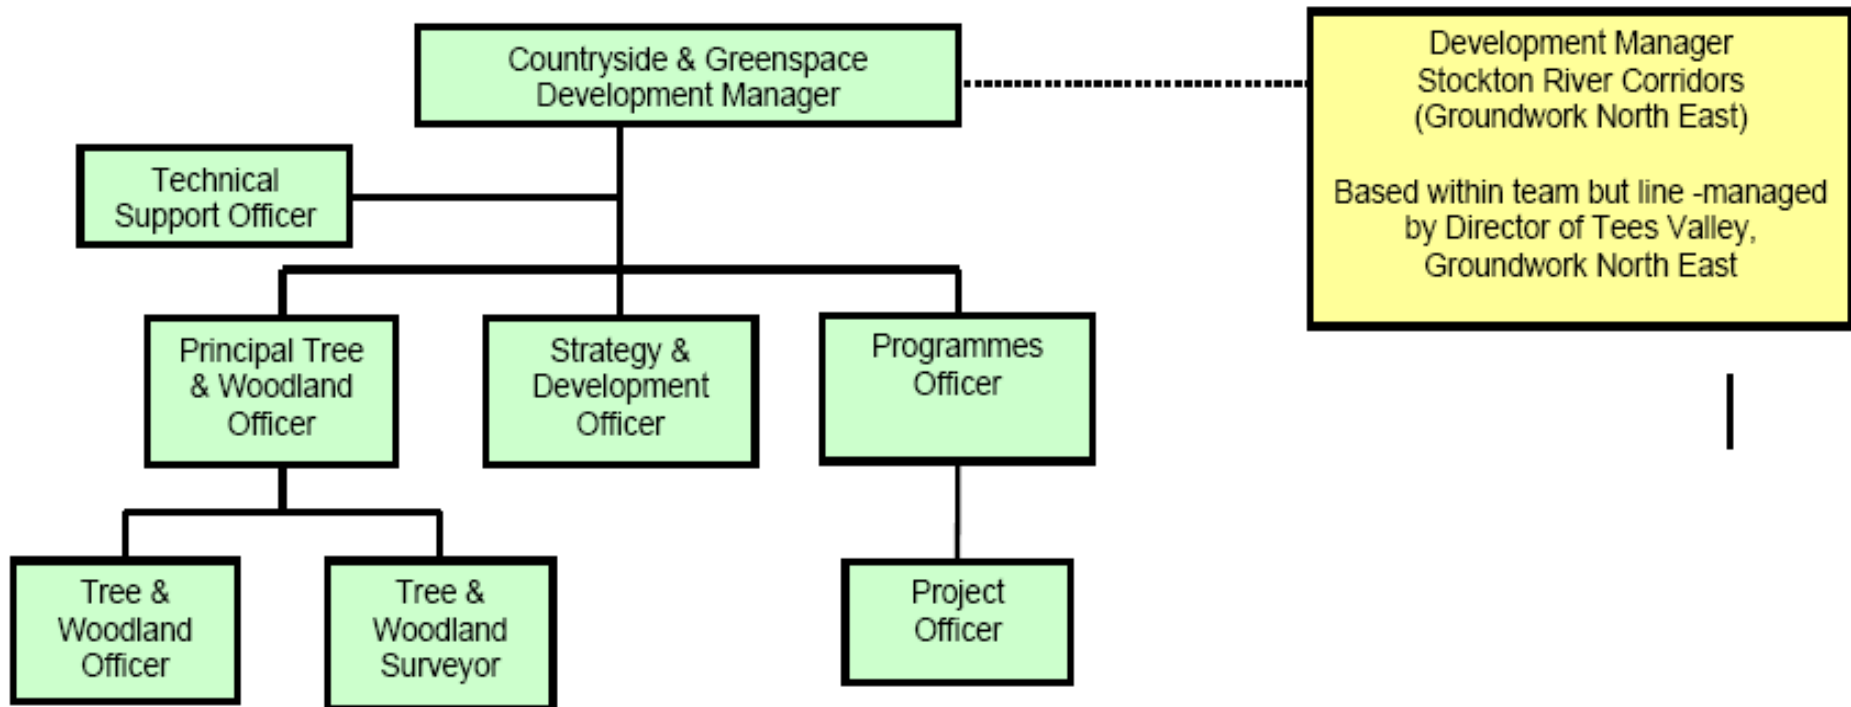 Countryside & Greenspace
Development Manager
Development Manager
Stockton River Corridors
(Groundwork North East)
Based within team but line -managed
by Director of Tees Valley,
Groundwork North East
Technical
Support Officer
Principal Tree
& Woodland
Officer
Strategy &
Development
Officer
Programmes
Officer
Tree &
Woodland
Officer
Tree &
Woodland
Surveyor
Project
Officer